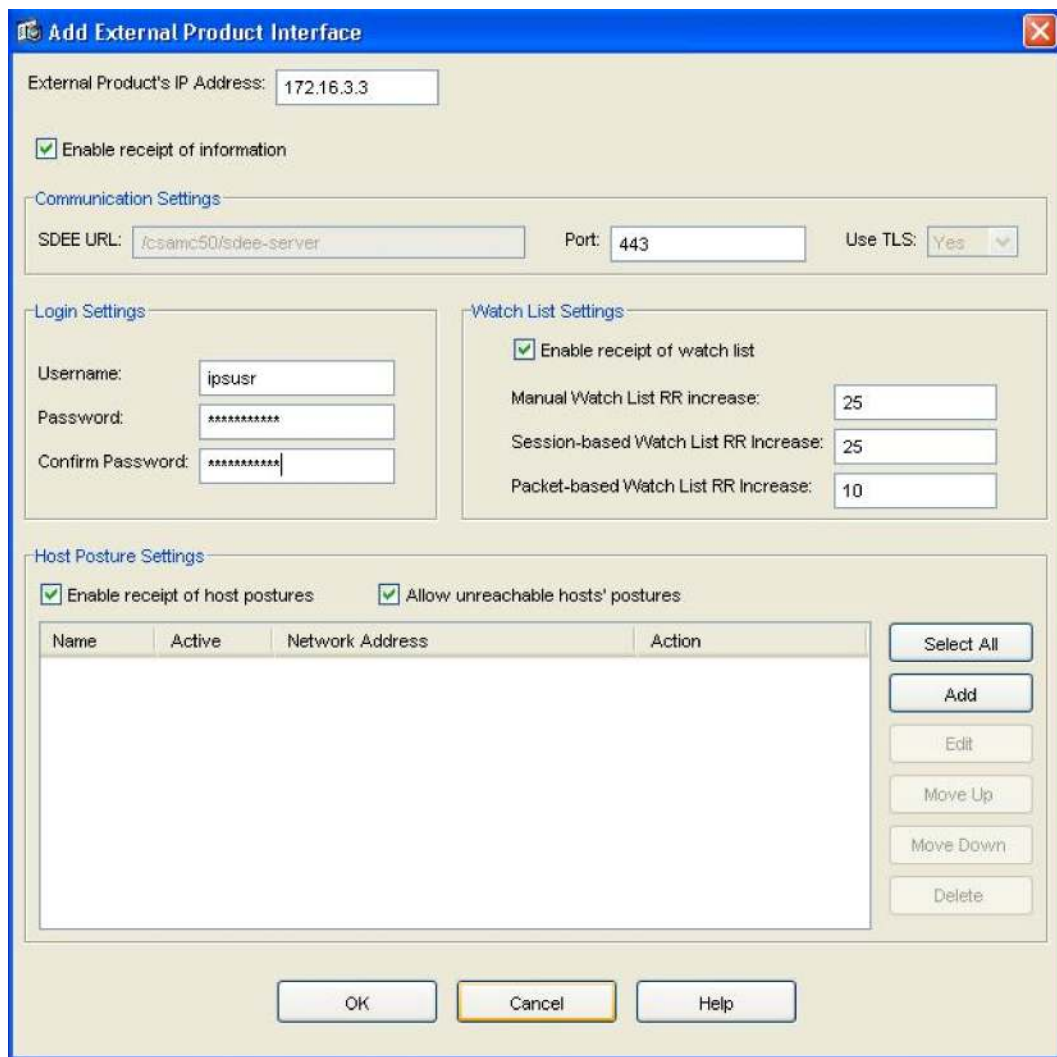 Add External Product Interface
External Product's IP Address: 172.16.3.3
Enable receipt of information
Communication Settings
SDEE URL: /csamc50/sdee-server Port: 443 Use TLS: Yes
Login Settings
Username: ipsusr
Password: ***********
Confirm Password: ***********
Watch List Settings
Enable receipt of watch list
Manual Watch List RR increase: 25
Session-based Watch List RR Increase: 25
Packet-based Watch List RR Increase: 10
Host Posture Settings
Enable receipt of host postures Allow unreachable hosts' postures
Name Active Network Address Action
Select All
Add
Edit
Move Up
Move Down
Delete
OK Cancel Help